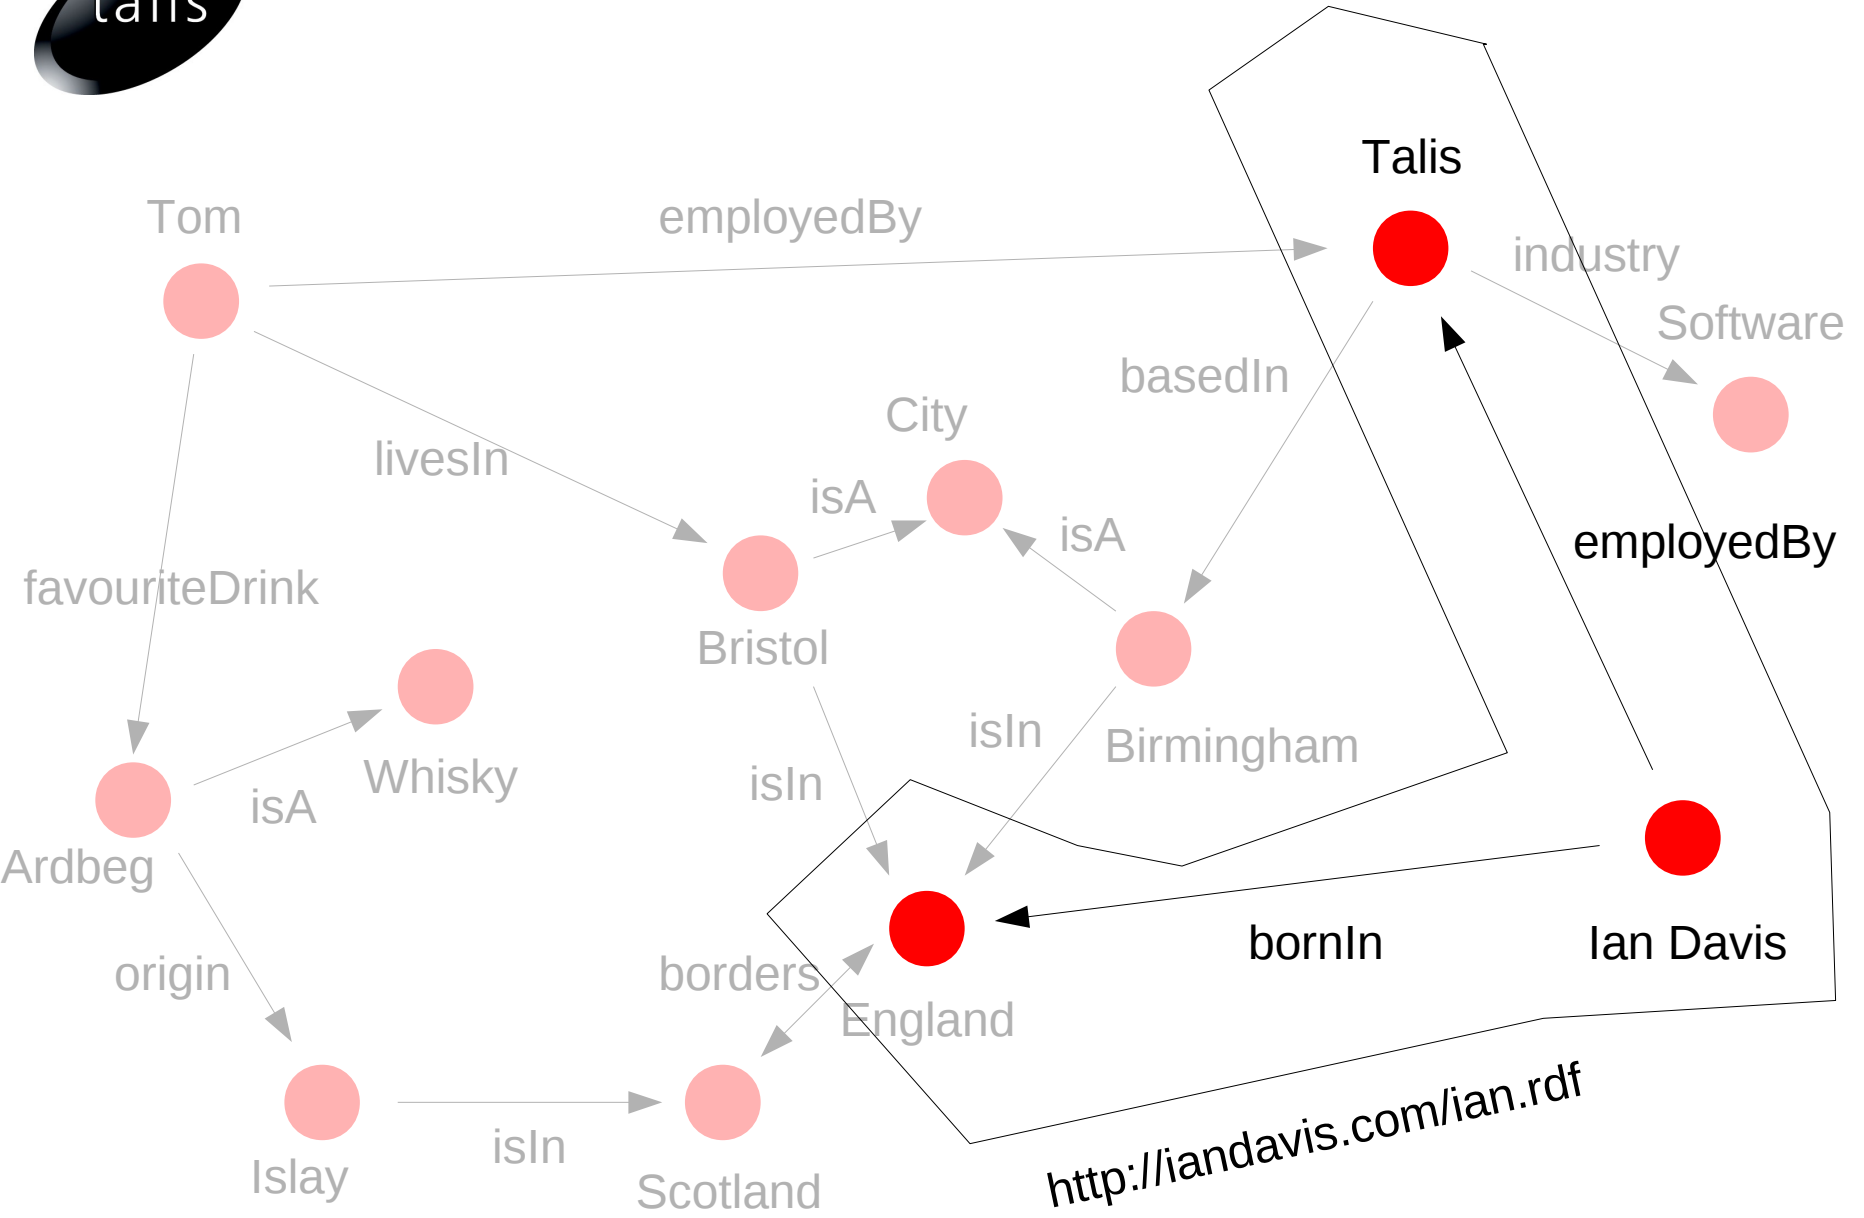 talis
Talis
Tom
employedBy
industry
Software
basedIn
City
livesIn
isA
isA
employedBy
favouriteDrink
Bristol
isIn
Birmingham
Whisky
isIn
isA
Ardbeg
bornIn
Ian Davis
origin
borders
England
http://iandavis.com/ian.rdf
isIn
Islay
Scotland